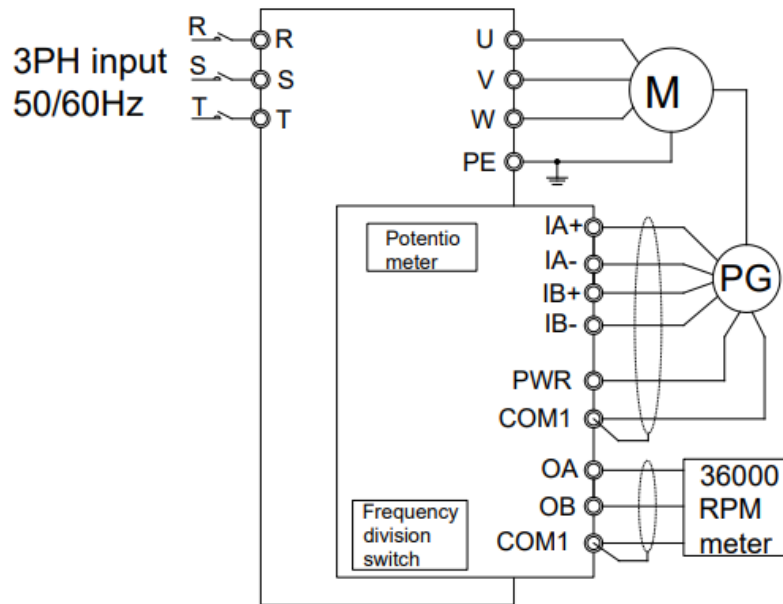 3PH input
50/60Hz
R
S
T
R
S
T
U
V
W
PE
M
Potentio
meter
IA+
IA-
IB+
IB-
PWR
COM1
PG
OA
OB
COM1
Frequency
division
switch
36000
RPM
meter